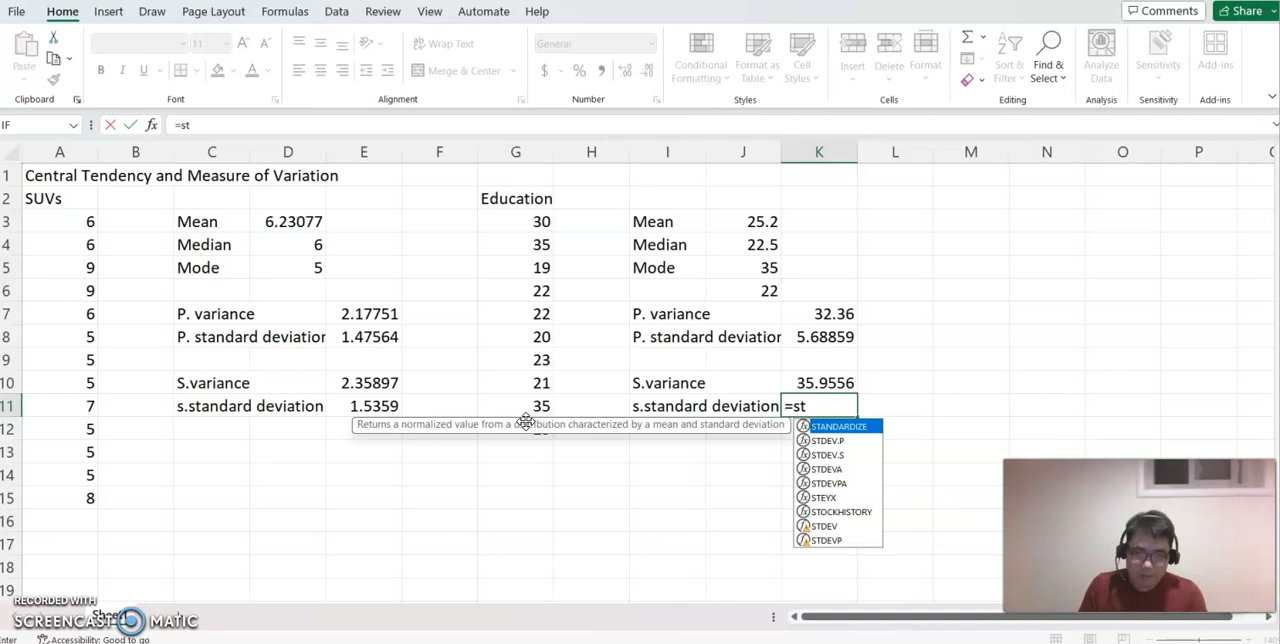 File Home Insert Draw Page Layout Formulas Data Review View Automate Help Comments Share
11 Wrap Text General
Paste B I U Merge & Center $ % Conditional Formatting Format as Table Cell Styles Insert Delete Format Sort & Filter Find & Select Analyze Data Sensitivity Add-ins
Clipboard Font Alignment Number Styles Cells Editing Analysis Sensitivity Add-ins
IF fx =st
A B C D E F G H I J K L M N O P
1 Central Tendency and Measure of Variation
2 SUVs Education
3 6 Mean 6.23077 30 Mean 25.2
4 6 Median 6 35 Median 22.5
5 9 Mode 5 19 Mode 35
6 9 22 22
7 6 P. variance 2.17751 22 P. variance 32.36
8 5 P. standard deviation 1.47564 20 P. standard deviation 5.68859
9 5 23
10 5 S.variance 2.35897 21 S.variance 35.9556
11 7 s.standard deviation 1.5359 35 s.standard deviation =st
Returns a normalized value from a distribution characterized by a mean and standard deviation STANDARDIZE
12 5 STDEV.P
STDEV.S
13 5 STDEVA
14 5 STDEVPA
15 8 STEYX
16 STOCKHISTORY
STDEV
17 STDEVP
18
19
RECORDED WITH
SCREENCAST MATIC
Enter Accessibility: Good to go